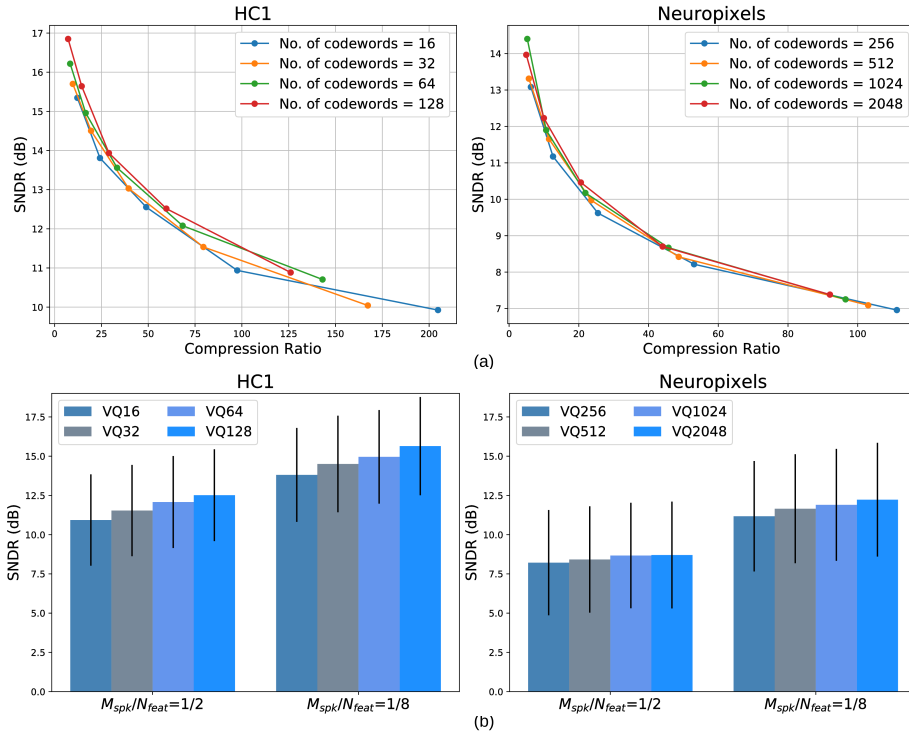 HC1
17
16
15
14
13
12
11
10
SNDR (dB)
No. of codewords = 16
No. of codewords = 32
No. of codewords = 64
No. of codewords = 128
0 25 50 75 100 125 150 175 200
Compression Ratio
Neuropixels
14
13
12
11
10
9
8
7
SNDR (dB)
No. of codewords = 256
No. of codewords = 512
No. of codewords = 1024
No. of codewords = 2048
0 20 40 60 80 100
Compression Ratio
(a)
HC1
17.5
15.0
12.5
10.0
7.5
5.0
2.5
0.0
SNDR (dB)
VQ16 VQ64
VQ32 VQ128
M_spk/N_feat=1/2 M_spk/N_feat=1/8
Neuropixels
17.5
15.0
12.5
10.0
7.5
5.0
2.5
0.0
SNDR (dB)
VQ256 VQ1024
VQ512 VQ2048
M_spk/N_feat=1/2 M_spk/N_feat=1/8
(b)